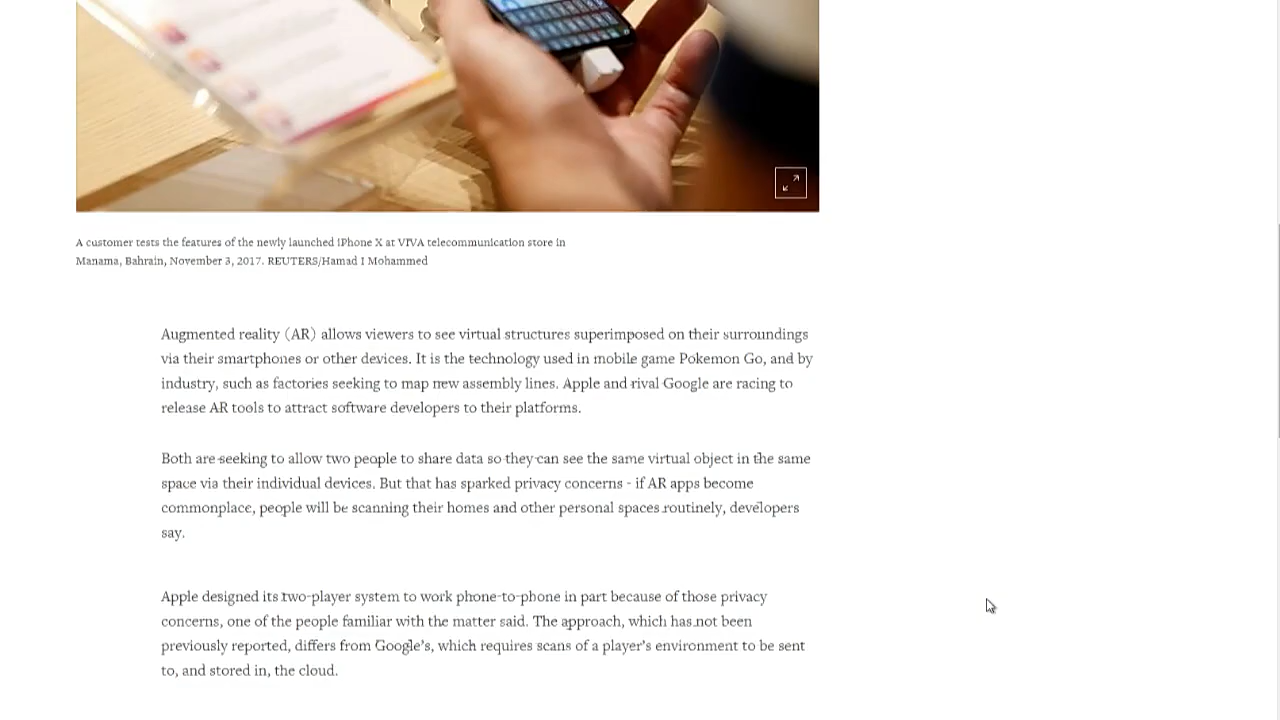 A customer tests the features of the newly launched iPhone X at VIVA telecommunication store in
Manama, Bahrain, November 3, 2017. REUTERS/Hamad I Mohammed
Augmented reality (AR) allows viewers to see virtual structures superimposed on their surroundings
via their smartphones or other devices. It is the technology used in mobile game Pokemon Go, and by
industry, such as factories seeking to map new assembly lines. Apple and rival Google are racing to
release AR tools to attract software developers to their platforms.
Both are seeking to allow two people to share data so they can see the same virtual object in the same
space via their individual devices. But that has sparked privacy concerns - if AR apps become
commonplace, people will be scanning their homes and other personal spaces routinely, developers
say.
Apple designed its two-player system to work phone-to-phone in part because of those privacy
concerns, one of the people familiar with the matter said. The approach, which has not been
previously reported, differs from Google's, which requires scans of a player's environment to be sent
to, and stored in, the cloud.